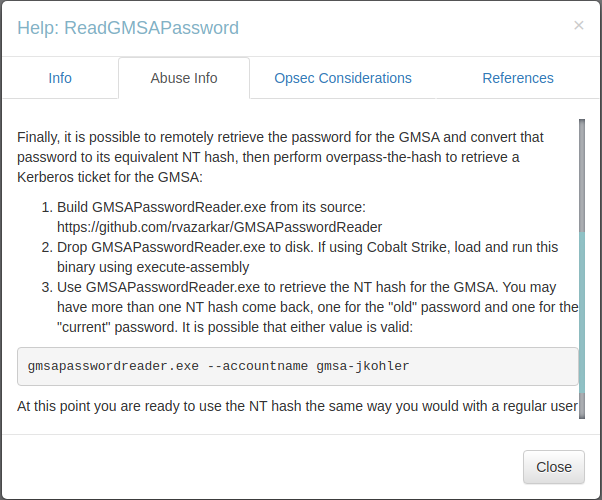 Help: ReadGMSAPassword
×
Info
Abuse Info
Opsec Considerations
References
Finally, it is possible to remotely retrieve the password for the GMSA and convert that
password to its equivalent NT hash, then perform overpass-the-hash to retrieve a
Kerberos ticket for the GMSA:
1. Build GMSAPasswordReader.exe from its source:
https://github.com/rvazarkar/GMSAPasswordReader
2. Drop GMSAPasswordReader.exe to disk. If using Cobalt Strike, load and run this
binary using execute-assembly
3. Use GMSAPasswordReader.exe to retrieve the NT hash for the GMSA. You may
have more than one NT hash come back, one for the "old" password and one for the
"current" password. It is possible that either value is valid:
gmsapasswordreader.exe --accountname gmsa-jkohler
At this point you are ready to use the NT hash the same way you would with a regular user
Close